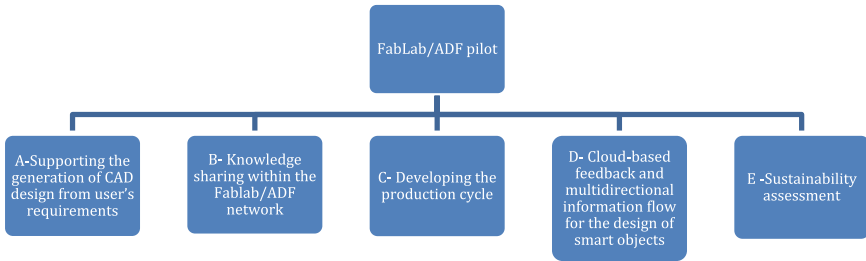 FabLab/ADF pilot
A-Supporting the
generation of CAD
design from user's
requirements
B- Knowledge
sharing within the
Fablab/ADF
network
C- Developing the
production cycle
D- Cloud-based
feedback and
multidirectional
information flow
for the design of
smart objects
E -Sustainability
assessment